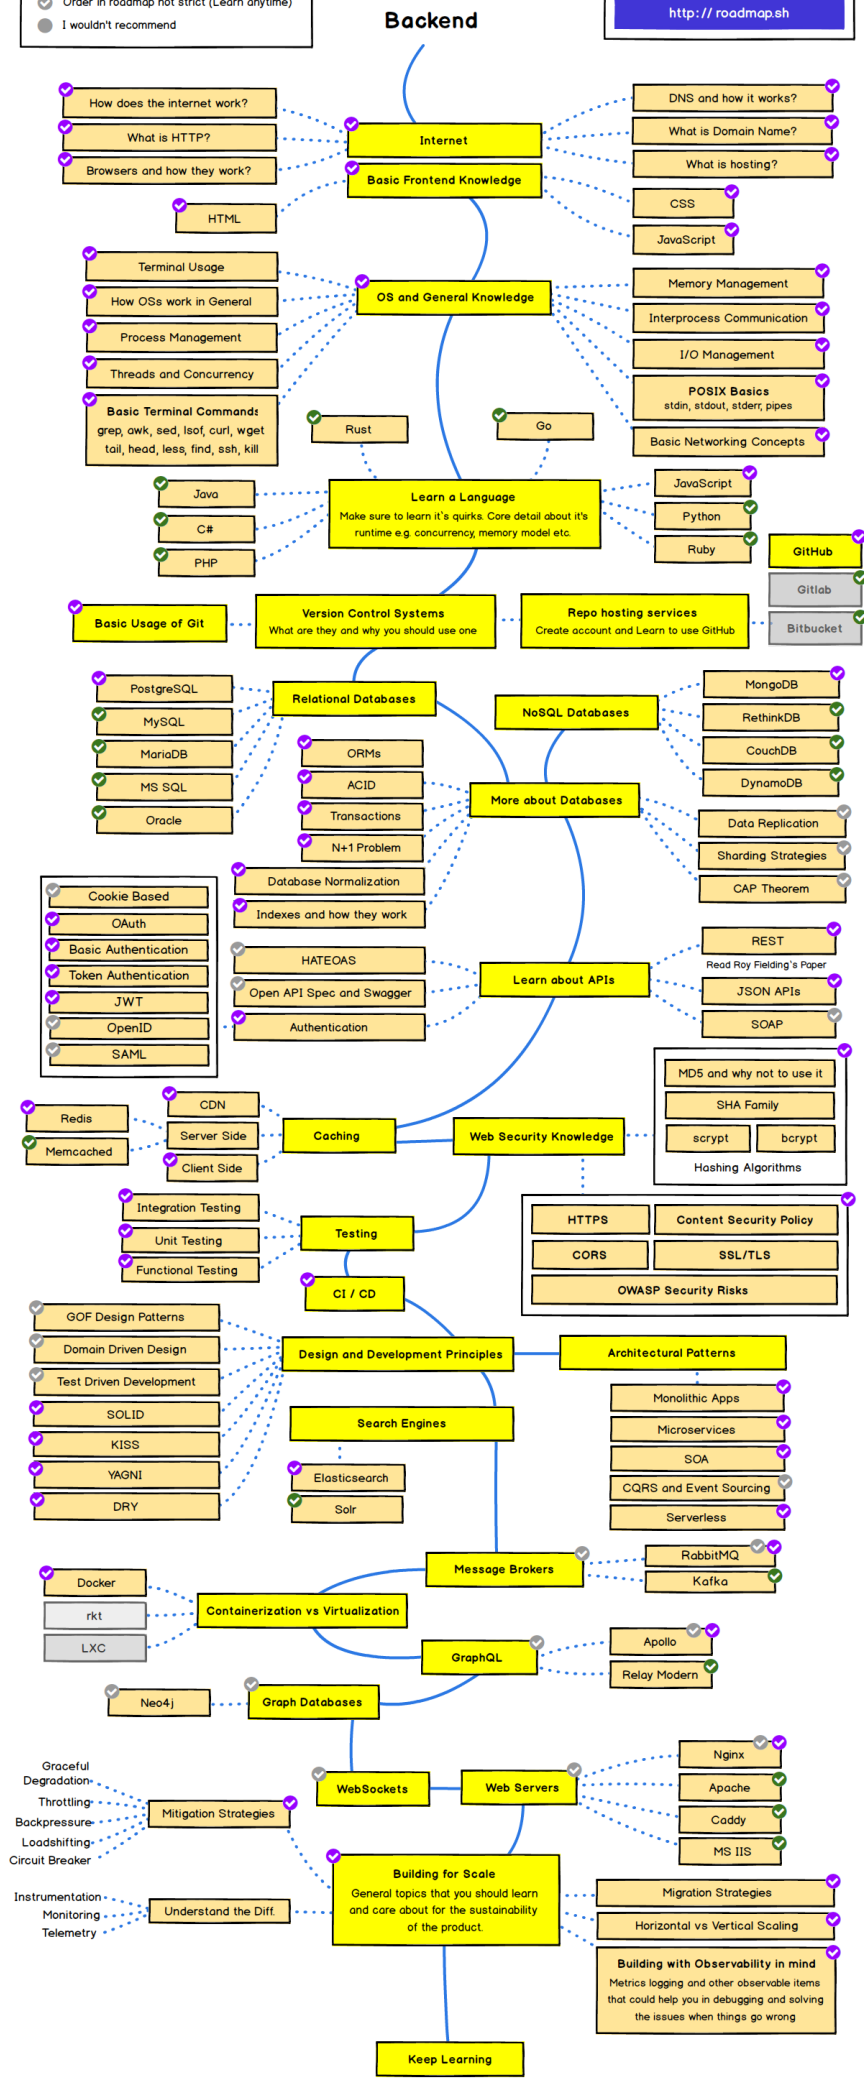 Order in roadmap not strict (Learn anytime)
I wouldn't recommend
Backend
http:// roadmap.sh
How does the internet work?
What is HTTP?
Browsers and how they work?
Internet
DNS and how it works?
What is Domain Name?
What is hosting?
Basic Frontend Knowledge
HTML
CSS
JavaScript
Terminal Usage
How OSs work in General
Process Management
Threads and Concurrency
Basic Terminal Commands
grep, awk, sed, lsof, curl, wget
tail, head, less, find, ssh, kill
OS and General Knowledge
Memory Management
Interprocess Communication
I/O Management
POSIX Basics
stdin, stdout, stderr, pipes
Basic Networking Concepts
Rust
Go
Java
C#
PHP
Learn a Language
Make sure to learn it`s quirks. Core detail about it's
runtime e.g. concurrency, memory model etc.
JavaScript
Python
Ruby
GitHub
Gitlab
Bitbucket
Basic Usage of Git
Version Control Systems
What are they and why you should use one
Repo hosting services
Create account and Learn to use GitHub
PostgreSQL
MySQL
MariaDB
MS SQL
Oracle
Relational Databases
NoSQL Databases
MongoDB
RethinkDB
CouchDB
DynamoDB
ORMs
ACID
Transactions
N+1 Problem
Database Normalization
Indexes and how they work
More about Databases
Data Replication
Sharding Strategies
CAP Theorem
Cookie Based
OAuth
Basic Authentication
Token Authentication
JWT
OpenID
SAML
HATEOAS
Open API Spec and Swagger
Authentication
Learn about APIs
REST
Read Roy Fielding`s Paper
JSON APIs
SOAP
Redis
Memcached
CDN
Server Side
Client Side
Caching
Web Security Knowledge
MD5 and why not to use it
SHA Family
scrypt
bcrypt
Hashing Algorithms
Integration Testing
Unit Testing
Functional Testing
Testing
HTTPS
Content Security Policy
CORS
SSL/TLS
OWASP Security Risks
CI / CD
GOF Design Patterns
Domain Driven Design
Test Driven Development
SOLID
KISS
YAGNI
DRY
Design and Development Principles
Architectural Patterns
Monolithic Apps
Microservices
SOA
CQRS and Event Sourcing
Serverless
Search Engines
Elasticsearch
Solr
Message Brokers
RabbitMQ
Kafka
Docker
rkt
LXC
Containerization vs Virtualization
GraphQL
Apollo
Relay Modern
Neo4j
Graph Databases
WebSockets
Web Servers
Nginx
Apache
Caddy
MS IIS
Graceful
Degradation
Throttling
Backpressure
Loadshifting
Circuit Breaker
Mitigation Strategies
Instrumentation
Monitoring
Telemetry
Understand the Diff.
Building for Scale
General topics that you should learn
and care about for the sustainability
of the product.
Migration Strategies
Horizontal vs Vertical Scaling
Building with Observability in mind
Metrics logging and other observable items
that could help you in debugging and solving
the issues when things go wrong
Keep Learning